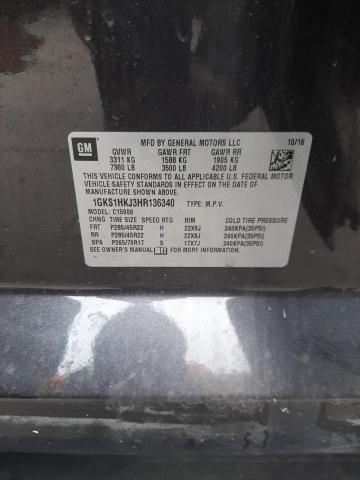 GM
MFD BY GENERAL MOTORS LLC 10/16
GVWR GAWR FRT GAWR RR
3311 KG 1588 KG 1905 KG
7300 LB 3500 LB 4200 LB
THIS VEHICLE CONFORMS TO ALL APPLICABLE U.S. FEDERAL
SAFETY STANDARDS IN EFFECT ON THE DATE OF
MANUFACTURE SHOWN ABOVE.
1GKS1HKJ3HR136340 TYPE: M.P.V.
MODEL: C15906
TIRE SIZE SPEED RTG RIM COLD TIRE PRESSURE
FRT P285/45R22 H 22X9J 240KPA(35PSI)
RR P285/45R22 H 22X9J 240KPA(35PSI)
SPA P265/70R17 S 17X7J 240KPA(35PSI)
SEE OWNER'S MANUAL FOR MORE INFORMATION